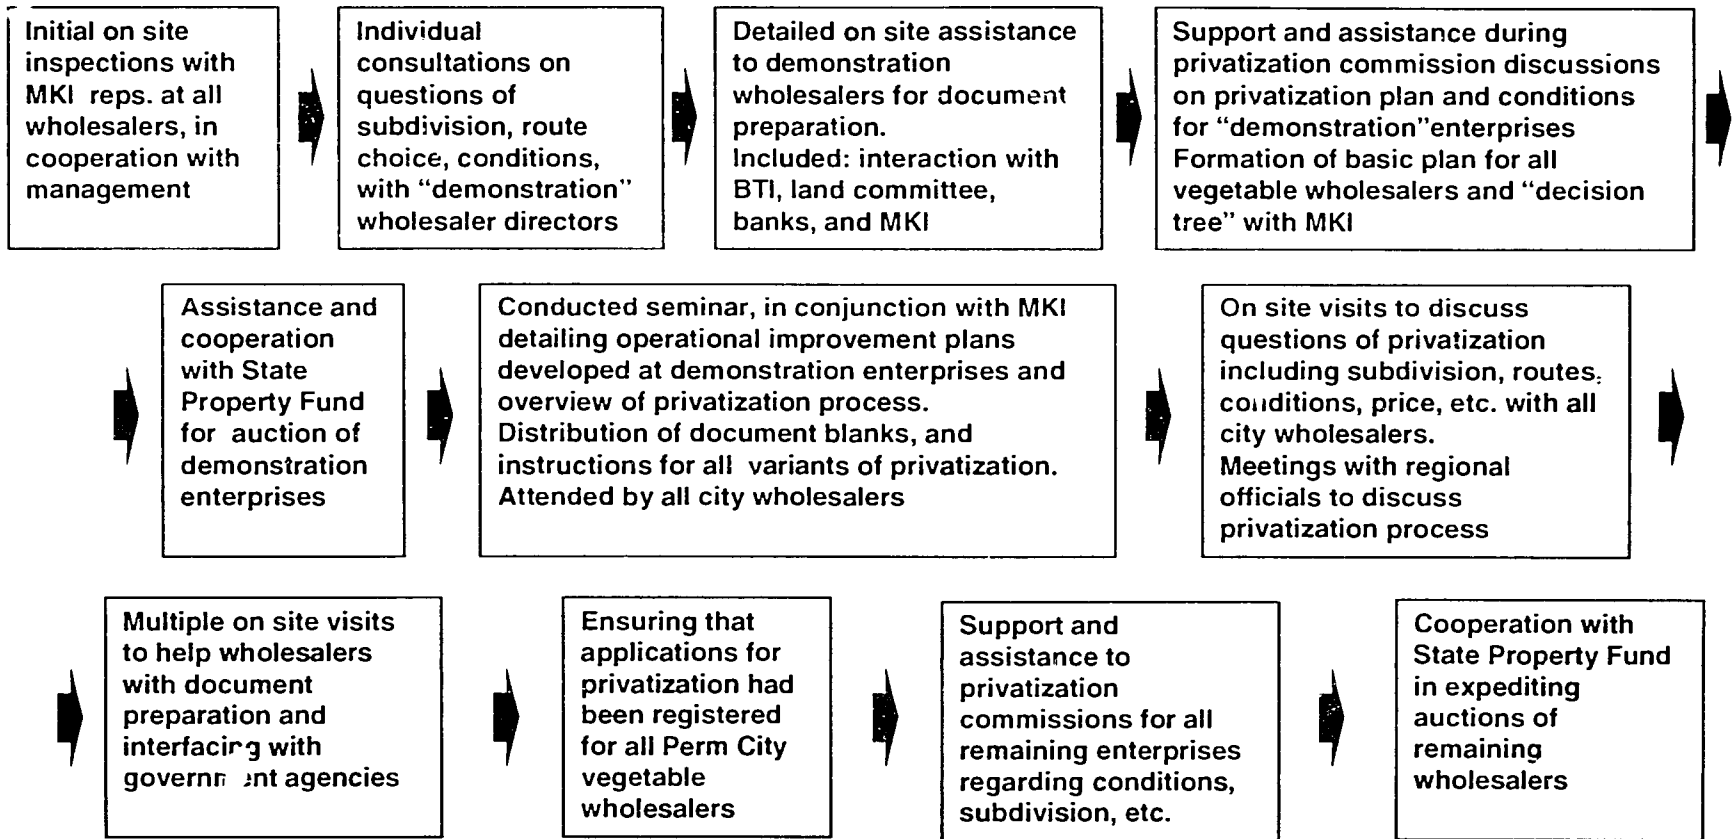 Initial on site
inspections with
MKI reps. at all
wholesalers, in
cooperation with
management
Individual
consultations on
questions of
subdivision, route
choice, conditions,
with “demonstration”
wholesaler directors
Detailed on site assistance
to demonstration
wholesalers for document
preparation.
Included: interaction with
BTI, land committee,
banks, and MKI
Support and assistance during
privatization commission discussions
on privatization plan and conditions
for “demonstration”enterprises
Formation of basic plan for all
vegetable wholesalers and “decision
tree” with MKI
Assistance and
cooperation
with State
Property Fund
for auction of
demonstration
enterprises
Conducted seminar, in conjunction with MKI
detailing operational improvement plans
developed at demonstration enterprises and
overview of privatization process.
Distribution of document blanks, and
instructions for all variants of privatization.
Attended by all city wholesalers
On site visits to discuss
questions of privatization
including subdivision, routes,
conditions, price, etc. with all
city wholesalers.
Meetings with regional
officials to discuss
privatization process
Multiple on site visits
to help wholesalers
with document
preparation and
interfacing with
government agencies
Ensuring that
applications for
privatization had
been registered
for all Perm City
vegetable
wholesalers
Support and
assistance to
privatization
commissions for all
remaining enterprises
regarding conditions,
subdivision, etc.
Cooperation with
State Property Fund
in expediting
auctions of
remaining
wholesalers